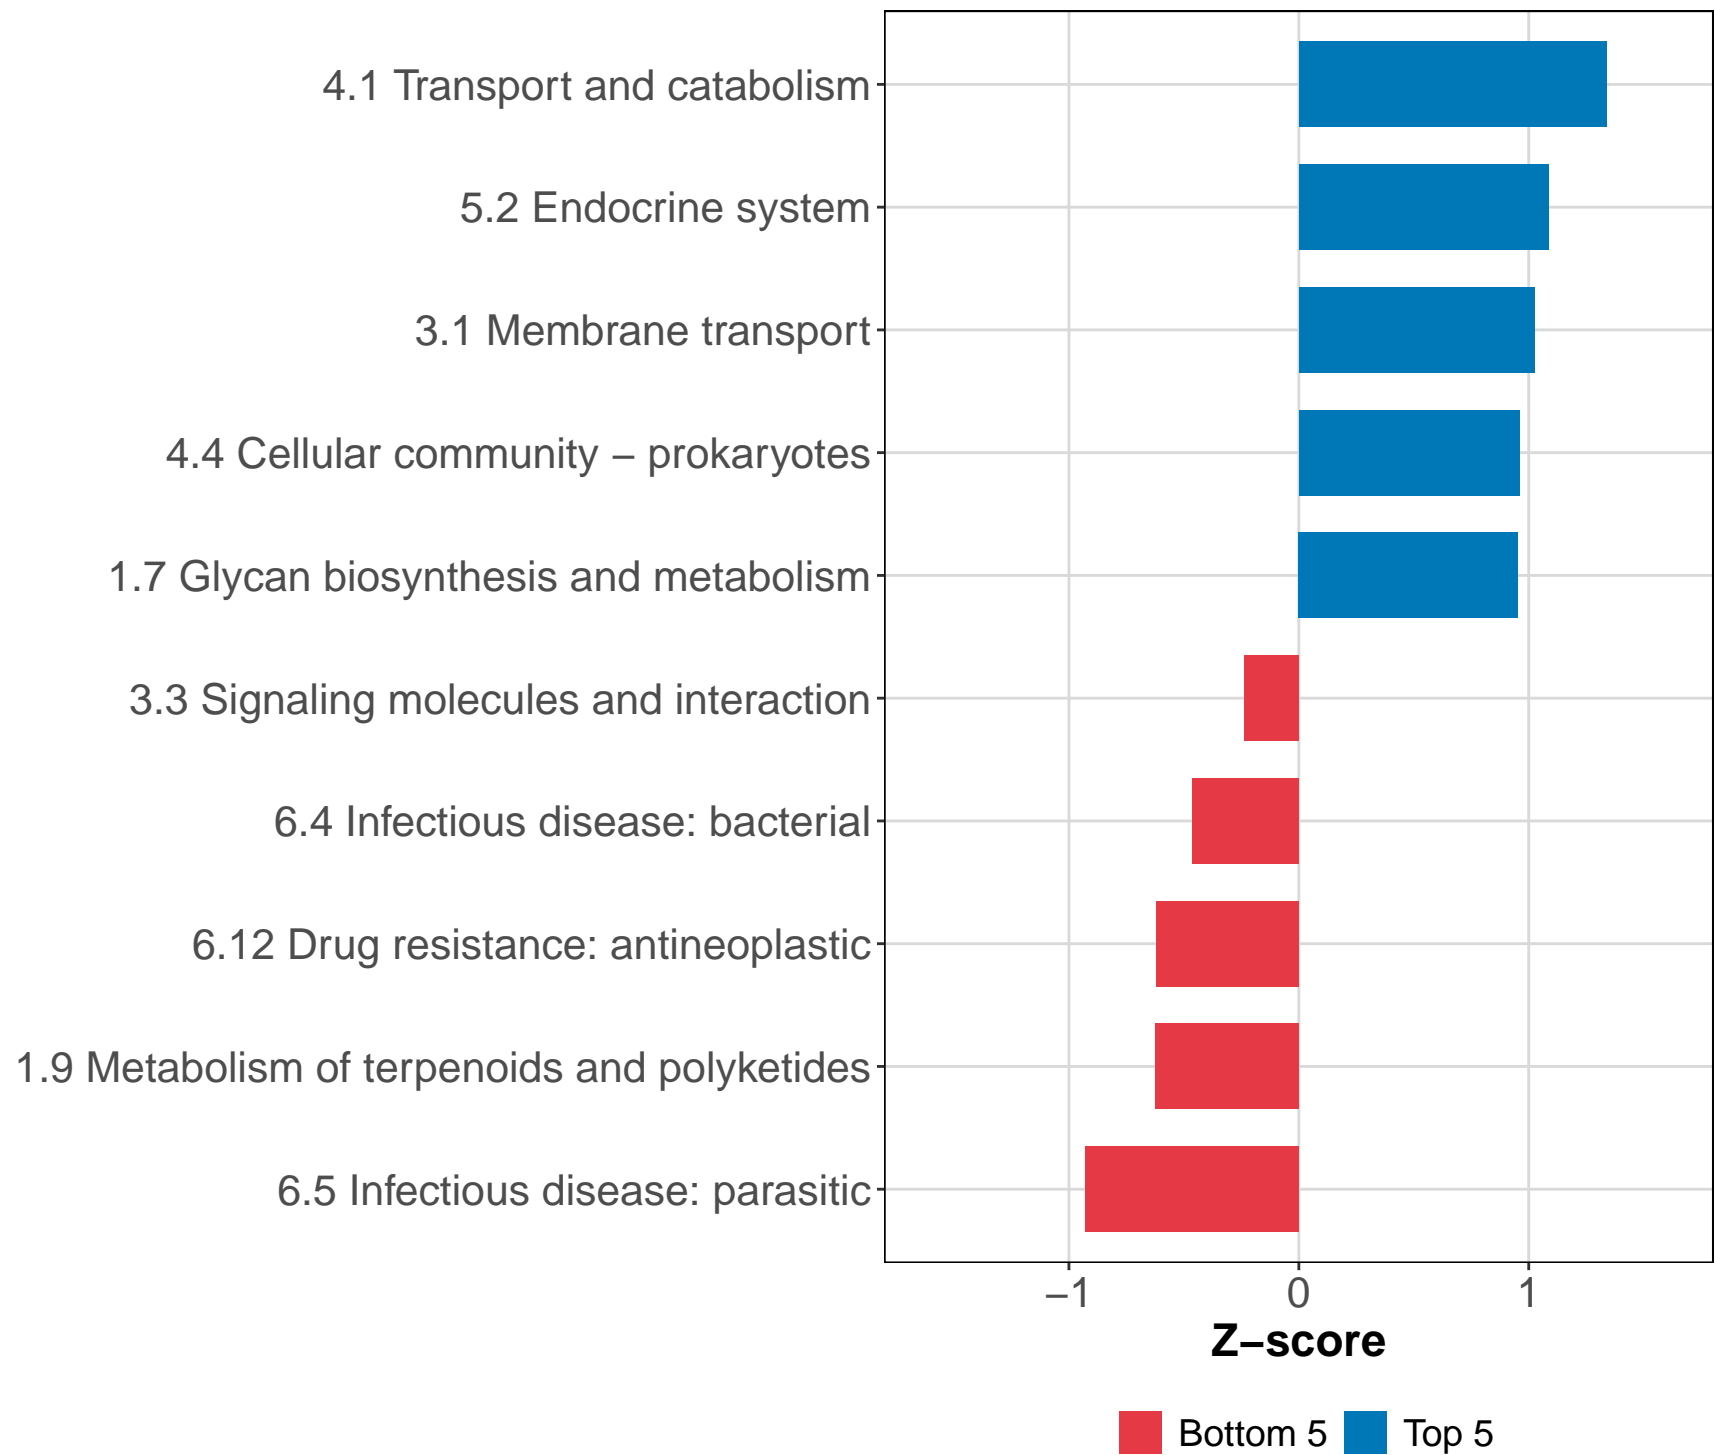 4.1 Transport and catabolism
5.2 Endocrine system
3.1 Membrane transport
4.4 Cellular community – prokaryotes
1.7 Glycan biosynthesis and metabolism
3.3 Signaling molecules and interaction
6.4 Infectious disease: bacterial
6.12 Drug resistance: antineoplastic
1.9 Metabolism of terpenoids and polyketides
6.5 Infectious disease: parasitic
−1 0 1
Z−score
Bottom 5 Top 5